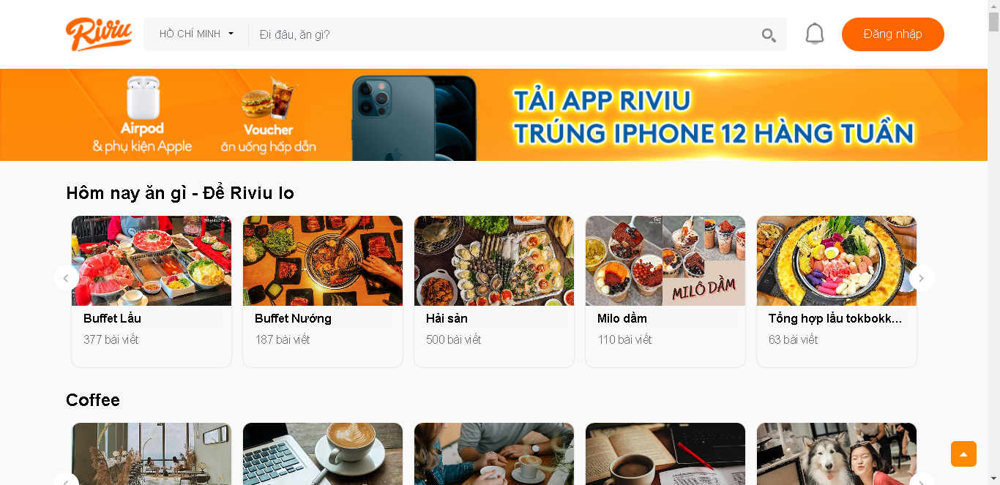 Riviu
HỒ CHÍ MINH
Đi đâu, ăn gì?
Đăng nhập
Airpod
& phụ kiện Apple
Voucher
ăn uống hấp dẫn
TẢI APP RIVIU
TRÚNG IPHONE 12 HÀNG TUẦN
Hôm nay ăn gì - Để Riviu lo
MILÔ DẦM
Buffet Lẩu
377 bài viết
Buffet Nướng
187 bài viết
Hải sản
500 bài viết
Milo dầm
110 bài viết
Tổng hợp lẩu tokbokk...
63 bài viết
Coffee